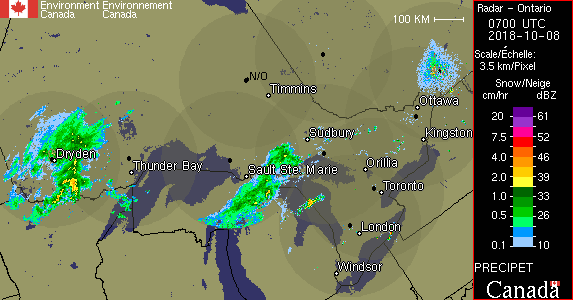 Environment Environnement
Canada Canada
100 KM
N/O
Timmins
Ottawa
Sudbury
Kingston
Dryden
Thunder Bay
Sault Ste. Marie
Orillia
Toronto
London
Windsor
Radar - Ontario
0700 UTC
2018-10-08
Scale/Échelle:
3.5 km/Pixel
Snow/Neige
cm/hr dBZ
20 61
7.5 52
4.0 46
2.0 39
1.0 33
0.5 26
0.1 10
PRECIPET
Canada